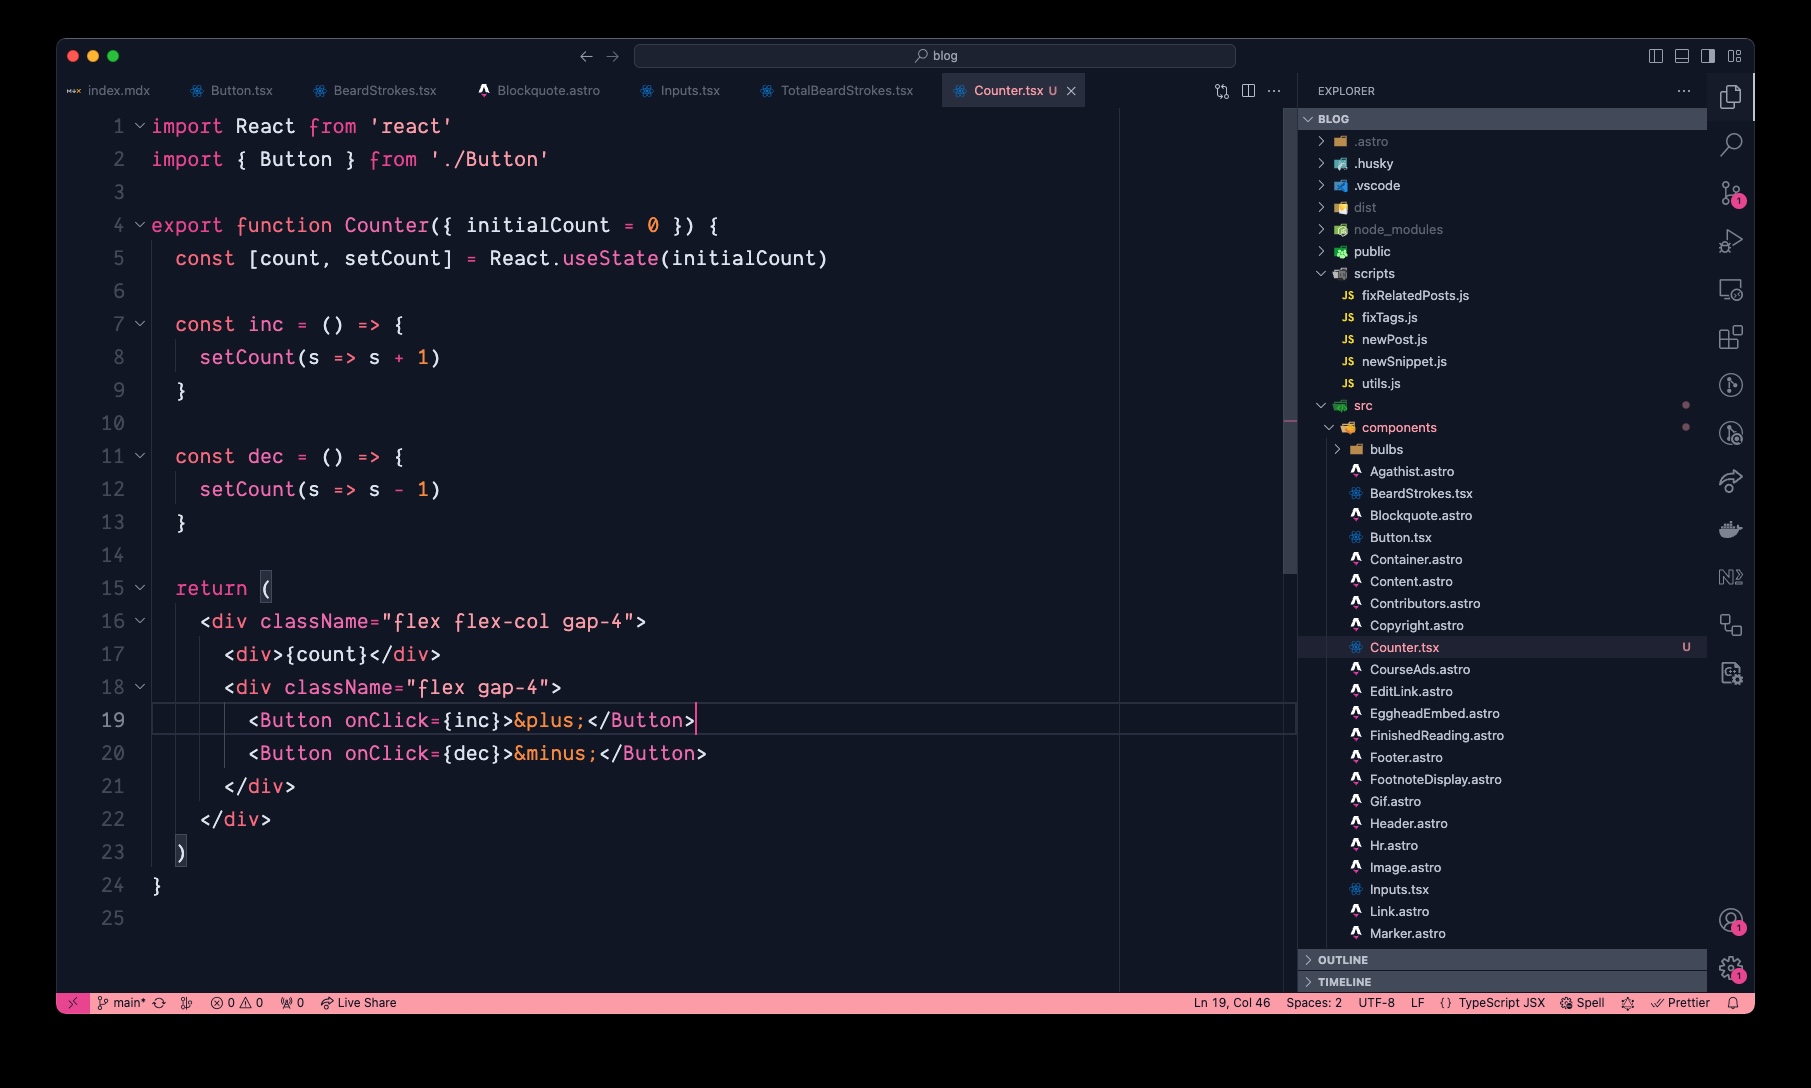 blog
index.mdx Button.tsx BeardStrokes.tsx Blockquote.astro Inputs.tsx TotalBeardStrokes.tsx Counter.tsx U
1 import React from 'react'
2 import { Button } from './Button'
3
4 export function Counter({ initialCount = 0 }) {
5 const [count, setCount] = React.useState(initialCount)
6
7 const inc = () => {
8 setCount(s => s + 1)
9 }
10
11 const dec = () => {
12 setCount(s => s - 1)
13 }
14
15 return (
16 <div className="flex flex-col gap-4">
17 <div>{count}</div>
18 <div className="flex gap-4">
19 <Button onClick={inc}>&plus;</Button>
20 <Button onClick={dec}>&minus;</Button>
21 </div>
22 </div>
23 )
24 }
25
EXPLORER
BLOG
.astro
.husky
.vscode
dist
node_modules
public
scripts
JS fixRelatedPosts.js
JS fixTags.js
JS newPost.js
JS newSnippet.js
JS utils.js
src
components
bulbs
Agathist.astro
BeardStrokes.tsx
Blockquote.astro
Button.tsx
Container.astro
Content.astro
Contributors.astro
Copyright.astro
Counter.tsx U
CourseAds.astro
EditLink.astro
EggheadEmbed.astro
FinishedReading.astro
Footer.astro
FootnoteDisplay.astro
Gif.astro
Header.astro
Hr.astro
Image.astro
Inputs.tsx
Link.astro
Marker.astro
OUTLINE
TIMELINE
1
1
1
main* 0 0 0 Live Share Ln 19, Col 46 Spaces: 2 UTF-8 LF {} TypeScript JSX Spell Prettier